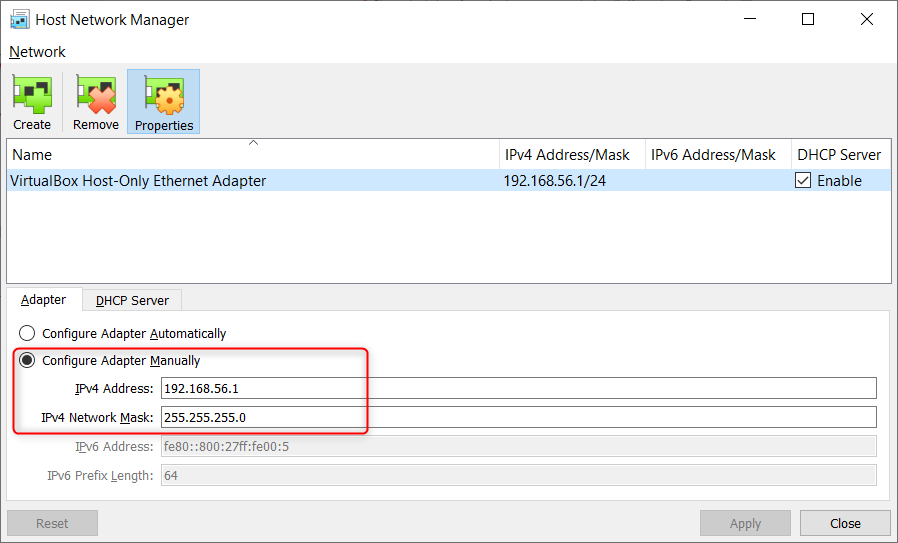 Host Network Manager
Network
Create Remove Properties
Name IPv4 Address/Mask IPv6 Address/Mask DHCP Server
VirtualBox Host-Only Ethernet Adapter 192.168.56.1/24 Enable
Adapter DHCP Server
Configure Adapter Automatically
Configure Adapter Manually
IPv4 Address: 192.168.56.1
IPv4 Network Mask: 255.255.255.0
IPv6 Address: fe80::800:27ff:fe00:5
IPv6 Prefix Length: 64
Reset Apply Close